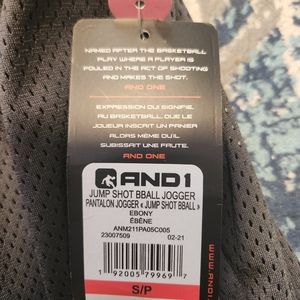 NAMED AFTER THE BASKETBALL
PLAY WHERE A PLAYER IS
FOULED IN THE ACT OF SHOOTING
AND MAKES THE SHOT.
AND ONE
EXPRESSION QUI SIGNIFIE,
AU BASKETBALL, QUE LE
JOUEUR INSCRIT UN PANIER
ALORS MÊME QU'IL
SUBISSAIT UNE FAUTE.
AND ONE
AND1
JUMP SHOT BBALL JOGGER
PANTALON JOGGER « JUMP SHOT BBALL »
EBONY
ÉBÈNE
ANM211PA05C005
23007509 02-21
1 92005 79969 7
S/P
WWW.AND